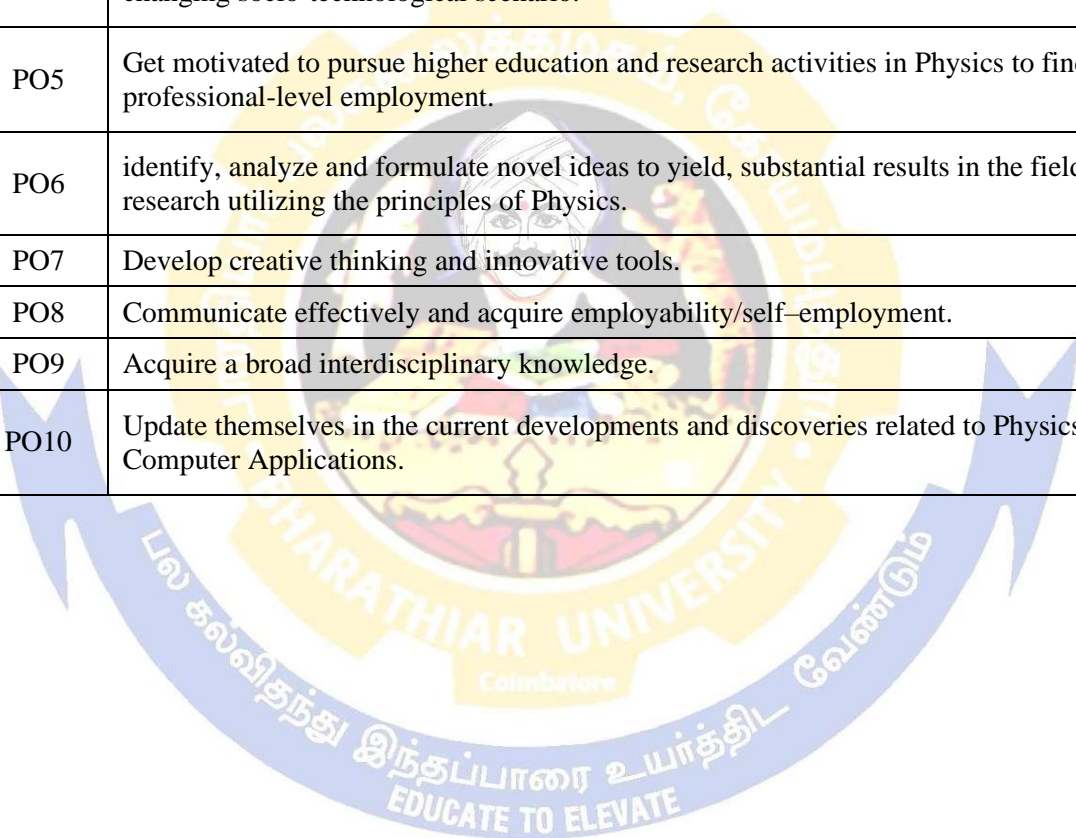 changing socio-technological scenario.
PO5
Get motivated to pursue higher education and research activities in Physics to find
professional-level employment.
PO6
identify, analyze and formulate novel ideas to yield, substantial results in the field
research utilizing the principles of Physics.
PO7
Develop creative thinking and innovative tools.
PO8
Communicate effectively and acquire employability/self–employment.
PO9
Acquire a broad interdisciplinary knowledge.
PO10
Update themselves in the current developments and discoveries related to Physics
Computer Applications.
BHARATHIAR UNIVERSITY
Coimbatore
இந்தப்பாரை உயர்த்திட வேண்டும்
EDUCATE TO ELEVATE